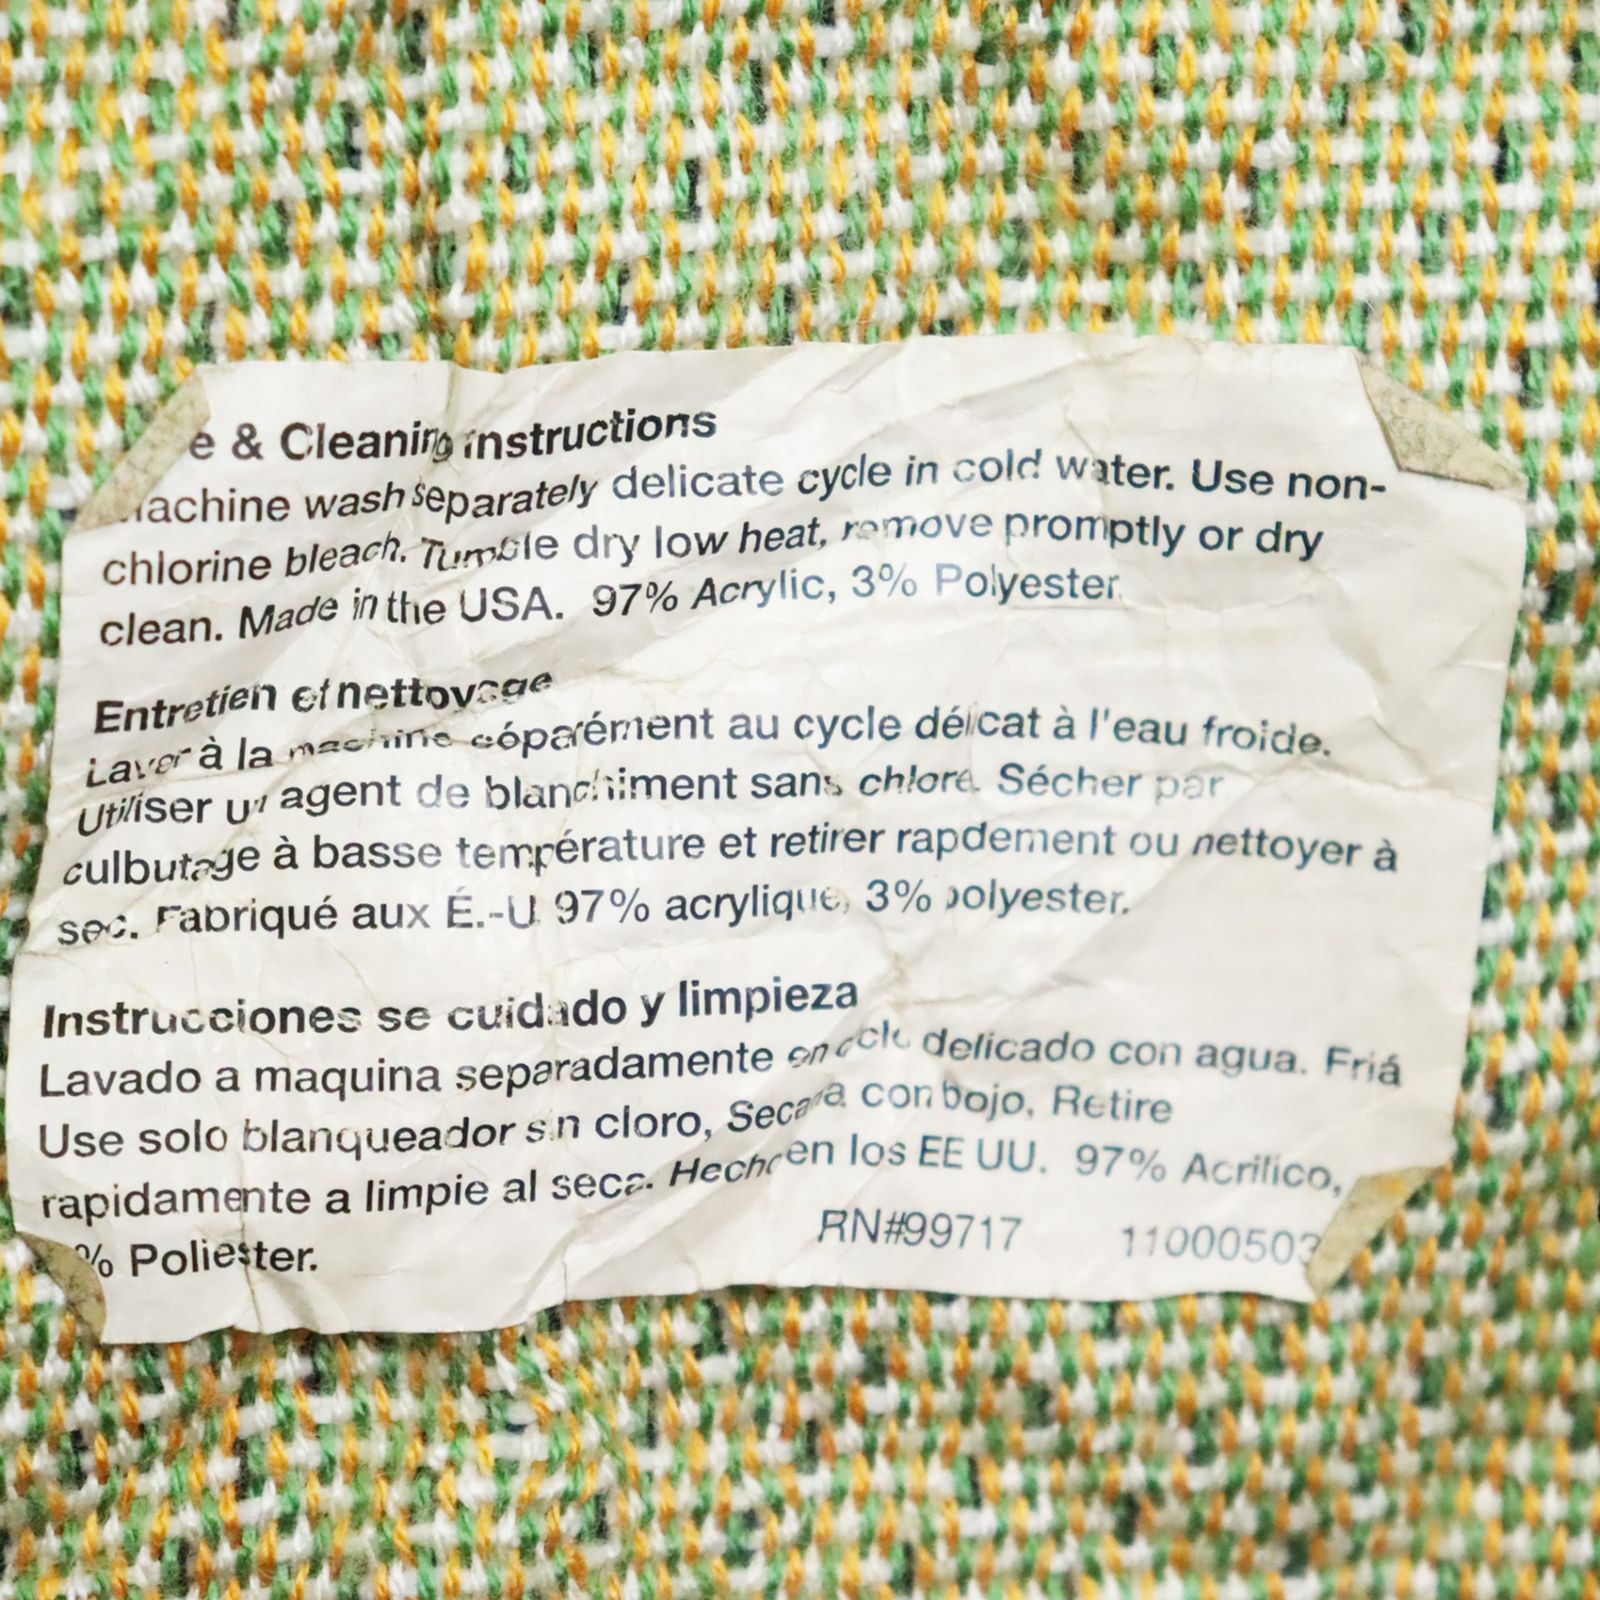 e & Cleaning Instructions
achine wash separately delicate cycle in cold water. Use non-
chlorine bleach. Tumble dry low heat, remove promptly or dry
clean. Made in the USA. 97% Acrylic, 3% Polyester
Entretien et nettoyage
Laver à la machine séparément au cycle délicat à l'eau froide.
Utiliser un agent de blanchiment sans chlore. Sécher par
culbutage à basse température et retirer rapdement ou nettoyer à
sec. Fabriqué aux É.-U. 97% acrylique, 3% polyester.
Instrucciones se cuidado y limpieza
Lavado a maquina separadamente en ciclo delicado con agua. Friá
Use solo blanqueador sin cloro, Secara con bojo, Retire
rapidamente a limpie al seca. Hecho en los EE UU. 97% Acrilico,
% Poliester.
RN#99717 11000503